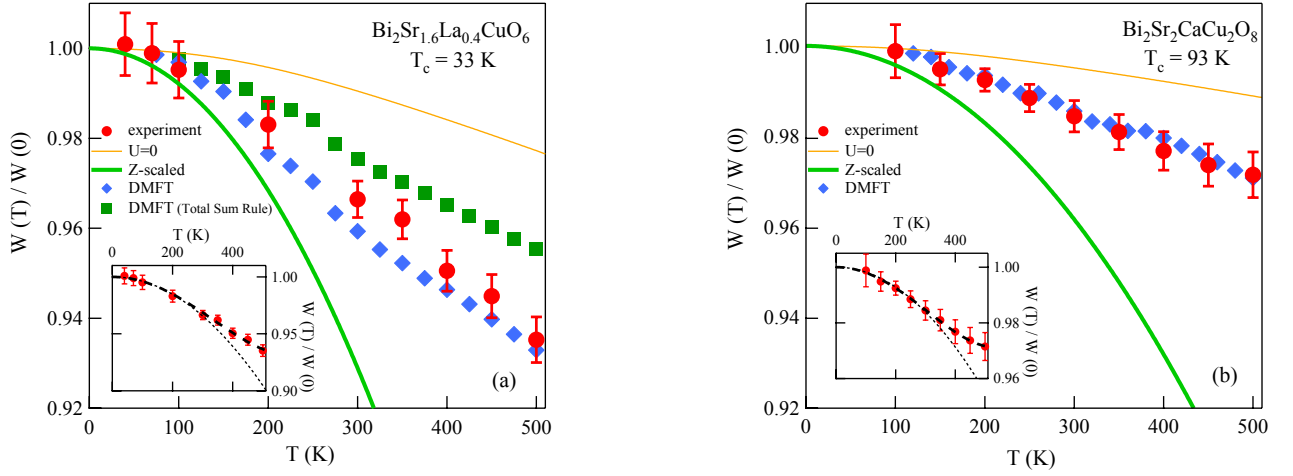 Bi2Sr1.6La0.4CuO6
Tc = 33 K
1.00
0.98
0.96
0.94
0.92
W (T) / W (0)
experiment
U=0
Z-scaled
DMFT
DMFT (Total Sum Rule)
T (K)
0 200 400
1.00
0.95
0.90
W (T) / W (0)
(a)
0 100 200 300 400 500
T (K)
Bi2Sr2CaCu2O8
Tc = 93 K
1.00
0.98
0.96
0.94
0.92
W (T) / W (0)
experiment
U=0
Z-scaled
DMFT
T (K)
0 200 400
1.00
0.98
0.96
W (T) / W (0)
(b)
0 100 200 300 400 500
T (K)